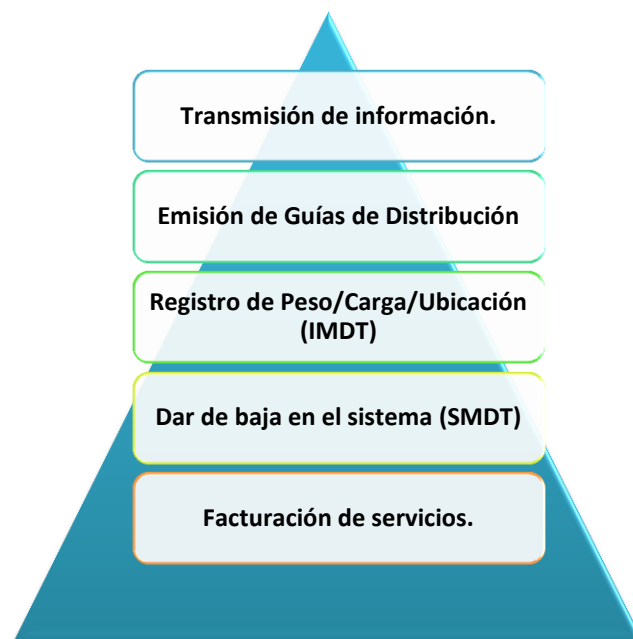 Transmisión de información.
Emisión de Guías de Distribución
Registro de Peso/Carga/Ubicación
(IMDT)
Dar de baja en el sistema (SMDT)
Facturación de servicios.